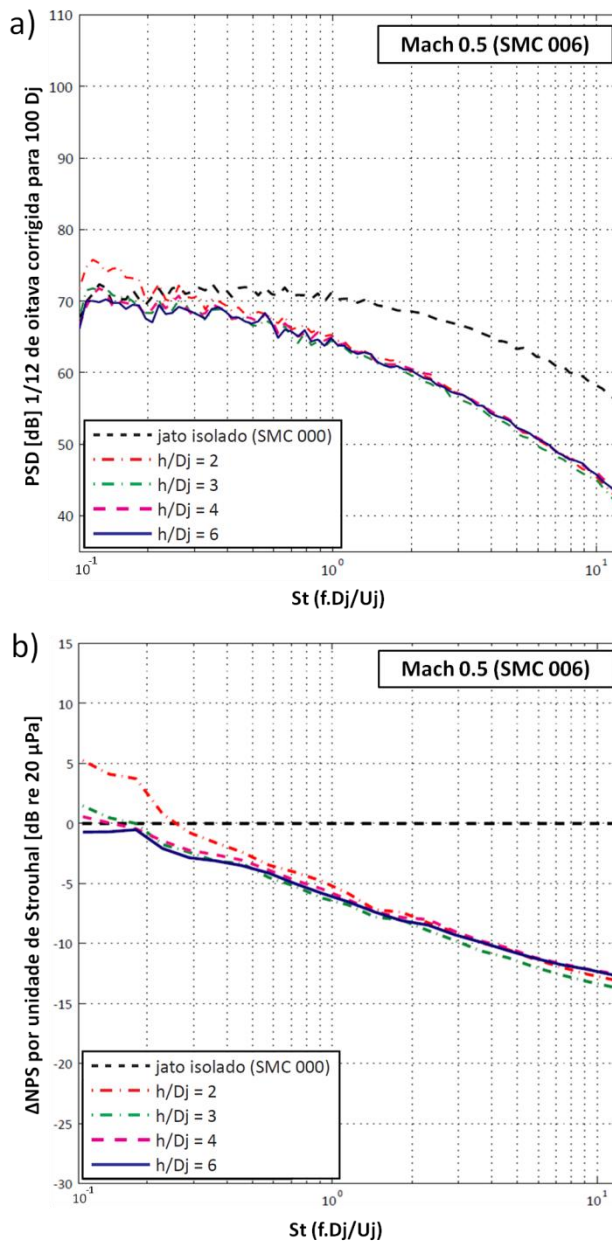 a)
110
100
90
80
70
60
50
40
PSD [dB] 1/12 de oitava corrigida para 100 Dj
Mach 0.5 (SMC 006)
jato isolado (SMC 000)
h/Dj = 2
h/Dj = 3
h/Dj = 4
h/Dj = 6
10⁻¹
10⁰
10¹
St (f.Dj/Uj)
b)
15
10
5
0
-5
-10
-15
-20
-25
-30
ΔNPS por unidade de Strouhal [dB re 20 µPa]
Mach 0.5 (SMC 006)
jato isolado (SMC 000)
h/Dj = 2
h/Dj = 3
h/Dj = 4
h/Dj = 6
10⁻¹
10⁰
10¹
St (f.Dj/Uj)